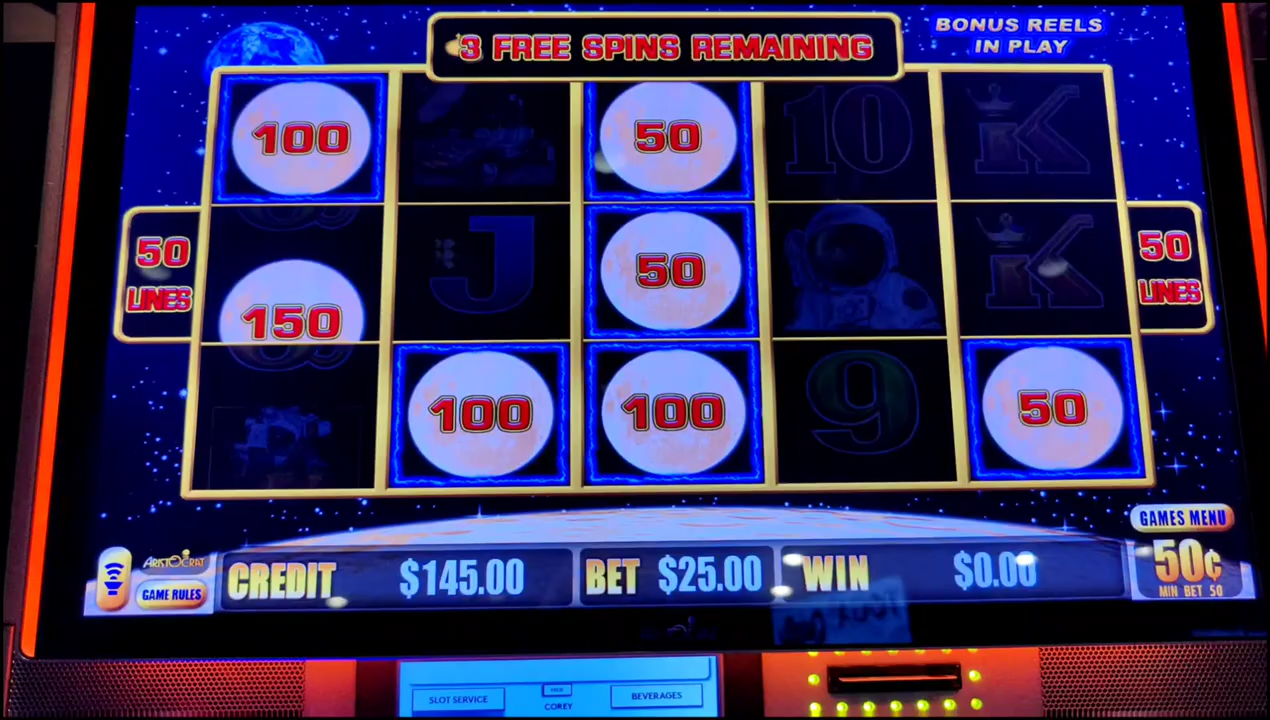 3 FREE SPINS REMAINING
BONUS REELS
IN PLAY
100
50
10
K
50
LINES
150
J
50
K
50
LINES
100
100
9
50
GAMES MENU
ARISTOCRAT
GAME RULES
CREDIT $145.00
BET $25.00
WIN $0.00
50¢
MIN BET 50
SLOT SERVICE
COREY
BEVERAGES